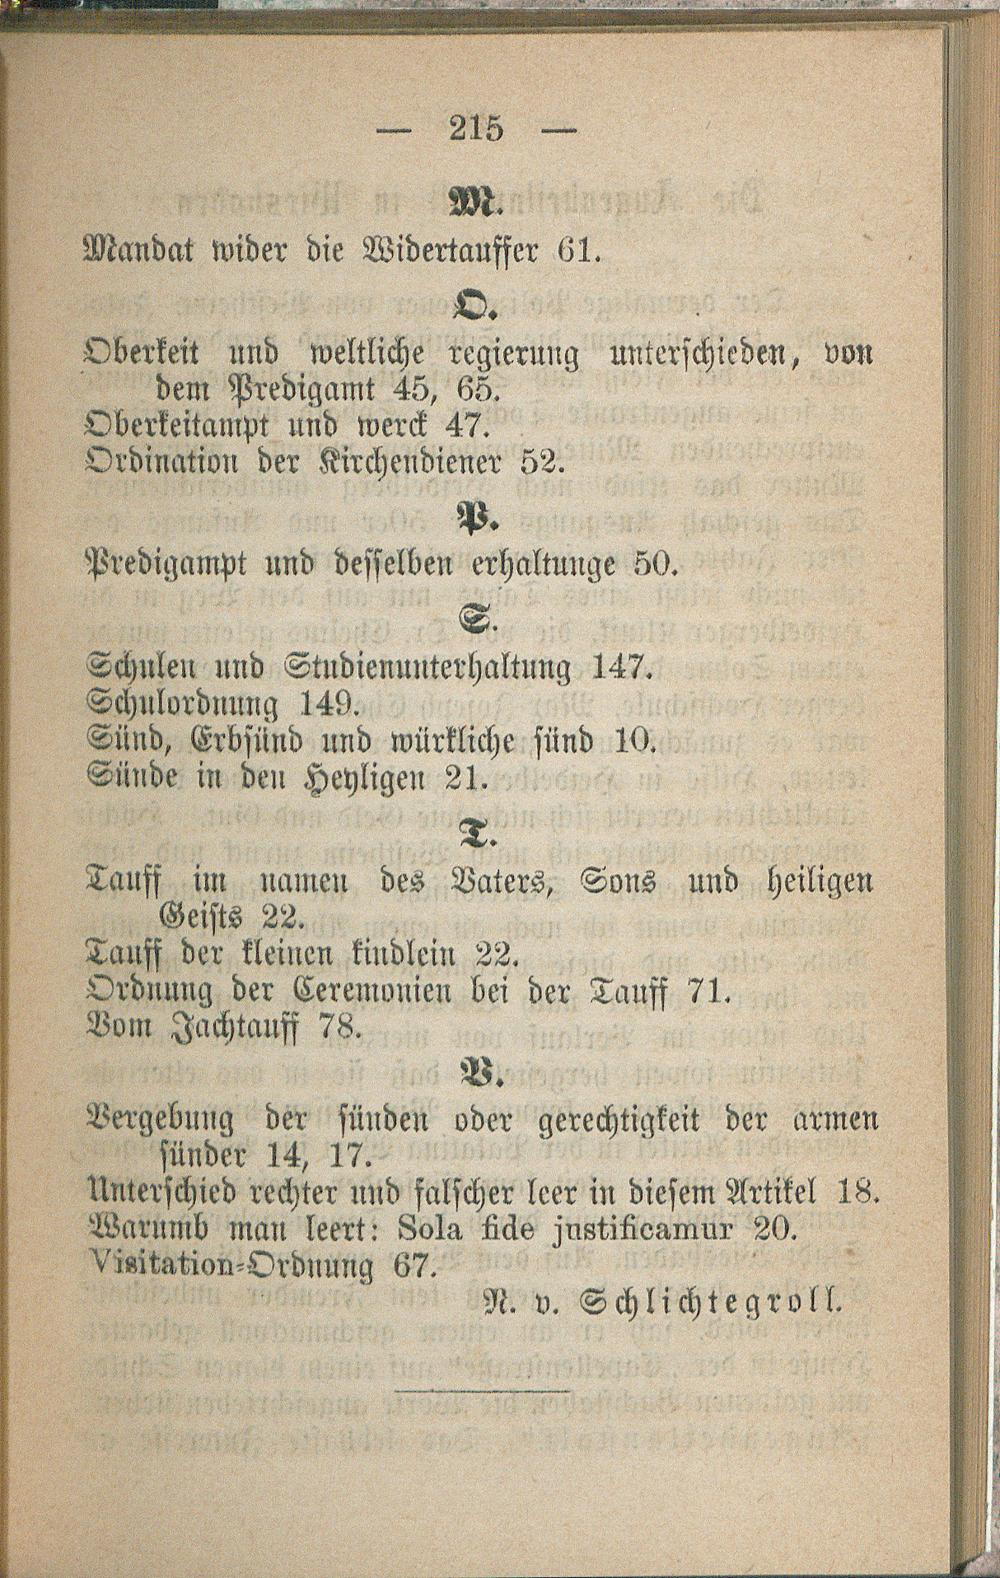 — 215 —
M.
Mandat wider die Widertauffer 61.
O.
Oberkeit und weltliche regierung unterschieden, von
dem Predigamt 45, 65.
Oberkeitampt und werck 47.
Ordination der Kirchendiener 52.
P.
Predigampt und desselben erhaltunge 50.
S.
Schulen und Studienunterhaltung 147.
Schulordnung 149.
Sünd, Erbsünd und würkliche sünd 10.
Sünde in den Heyligen 21.
T.
Tauff im namen des Vaters, Sons und heiligen
Geists 22.
Tauff der kleinen kindlein 22.
Ordnung der Ceremonien bei der Tauff 71.
Vom Jachtauff 78.
V.
Vergebung der sünden oder gerechtigkeit der armen
sünder 14, 17.
Unterschied rechter und falscher leer in diesem Artikel 18.
Warumb man leert: Sola fide justificamur 20.
Visitation-Ordnung 67.
N. v. Schlichtegroll.